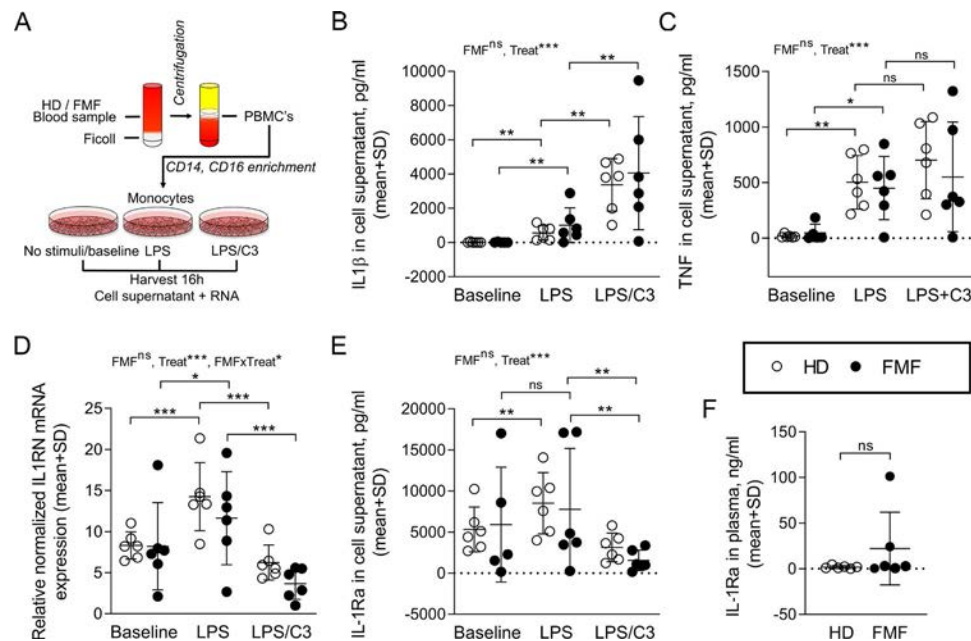 A
Centrifugation
HD / FMF
Blood sample
Ficoll
PBMC's
CD14, CD16 enrichment
Monocytes
No stimuli/baseline LPS LPS/C3
Harvest 16h
Cell supernatant + RNA
B
FMFns, Treat***
**
**
**
**
IL1β in cell supernatant, pg/ml
(mean+SD)
10000
8000
6000
4000
2000
0
-2000
Baseline LPS LPS/C3
C
FMFns, Treat***
ns
ns
*
**
TNF in cell supernatant, pg/ml
(mean+SD)
1500
1000
500
0
Baseline LPS LPS+C3
D
FMFns, Treat***, FMFxTreat*
*
***
***
***
Relative normalized IL1RN mRNA
expression (mean+SD)
25
20
15
10
5
0
Baseline LPS LPS/C3
E
FMFns, Treat***
**
ns
**
**
IL-1Ra in cell supernatant, pg/ml
(mean+SD)
20000
15000
10000
5000
0
-5000
Baseline LPS LPS/C3
HD FMF
F
ns
IL-1Ra in plasma, ng/ml
(mean+SD)
150
100
50
0
-50
HD FMF